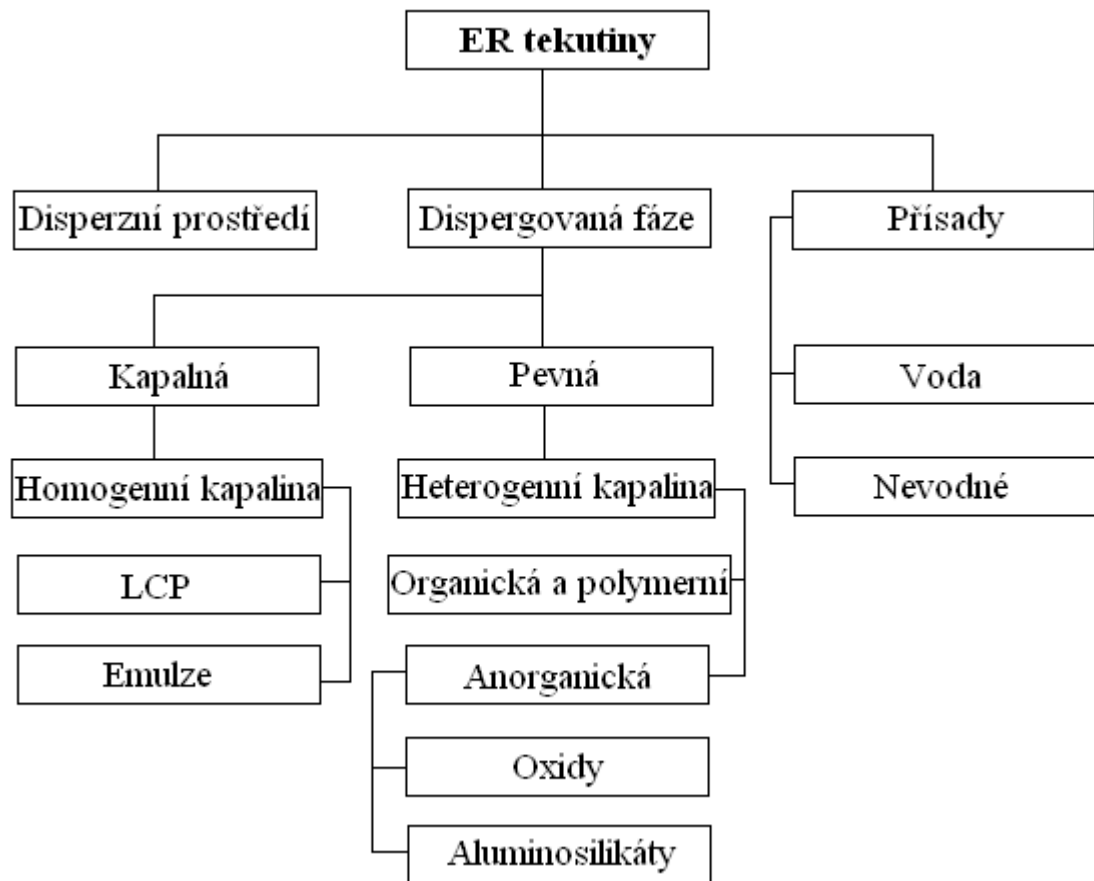 ER tekutiny
Disperzní prostředí
Dispergovaná fáze
Přísady
Kapalná
Pevná
Voda
Homogenní kapalina
Heterogenní kapalina
Nevodné
LCP
Organická a polymerní
Emulze
Anorganická
Oxidy
Aluminosilikáty